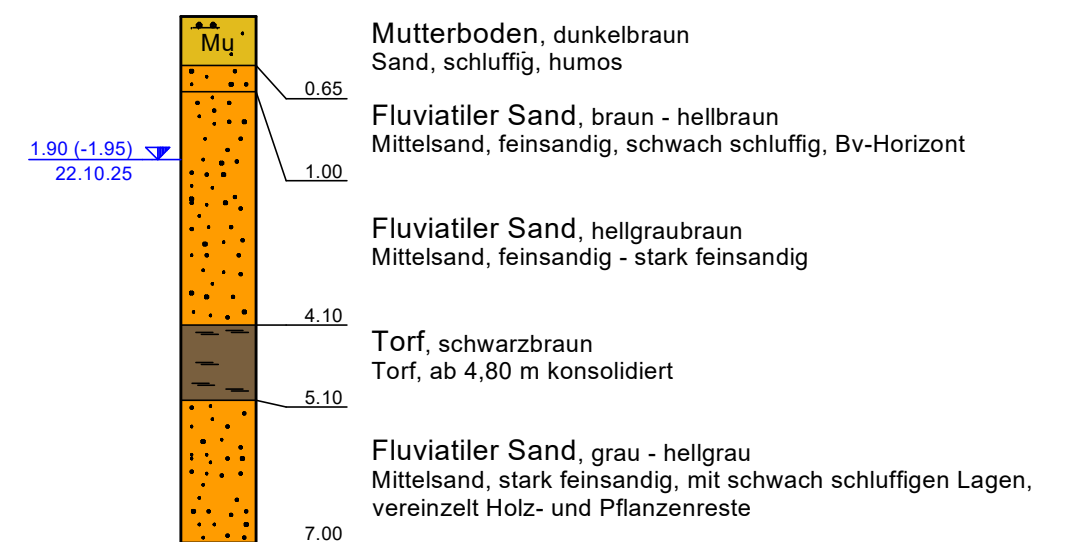 Mu
Mutterboden, dunkelbraun
Sand, schluffig, humos
0.65
Fluviatiler Sand, braun - hellbraun
Mittelsand, feinsandig, schwach schluffig, Bv-Horizont
1.90 (-1.95)
22.10.25
1.00
Fluviatiler Sand, hellgraubraun
Mittelsand, feinsandig - stark feinsandig
4.10
Torf, schwarzbraun
Torf, ab 4,80 m konsolidiert
5.10
Fluviatiler Sand, grau - hellgrau
Mittelsand, stark feinsandig, mit schwach schluffigen Lagen,
vereinzelt Holz- und Pflanzenreste
7.00